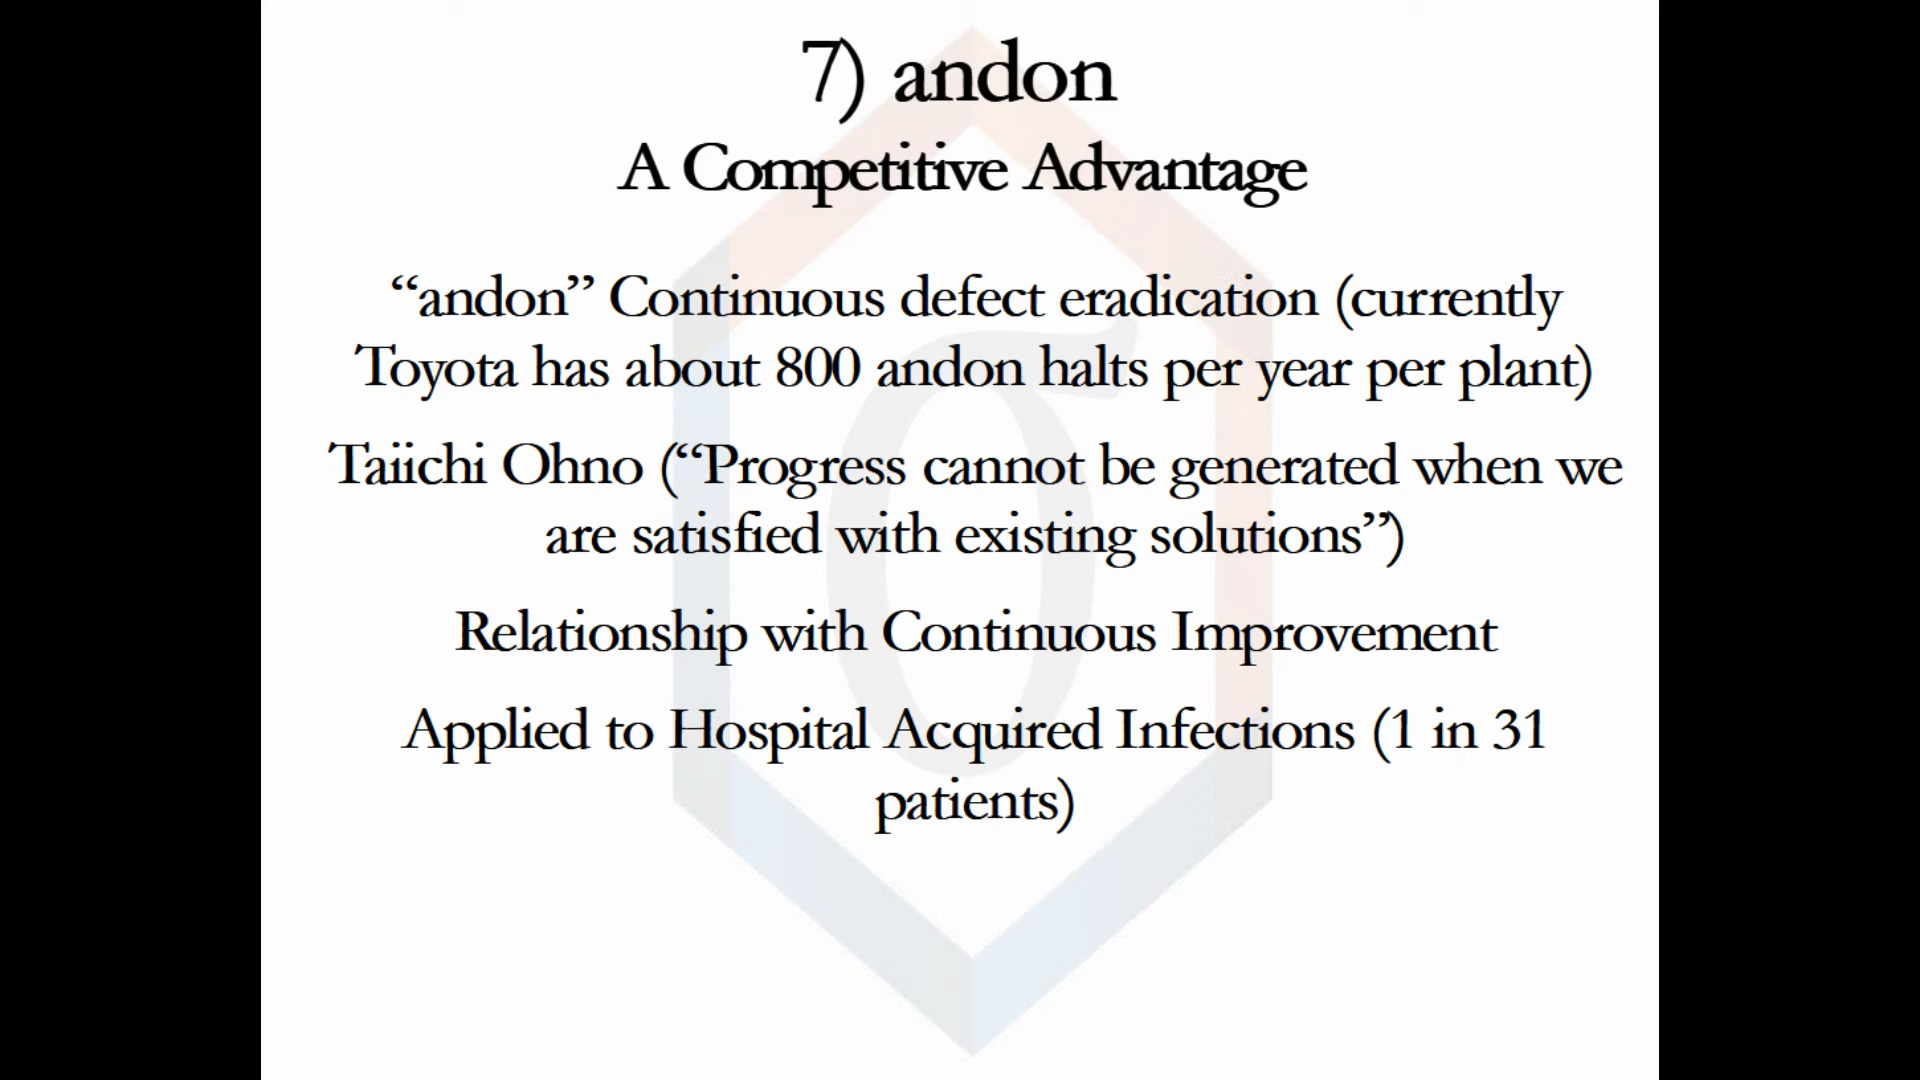 7) andon
A Competitive Advantage
“andon” Continuous defect eradication (currently
Toyota has about 800 andon halts per year per plant)
Taiichi Ohno (“Progress cannot be generated when we
are satisfied with existing solutions”)
Relationship with Continuous Improvement
Applied to Hospital Acquired Infections (1 in 31
patients)